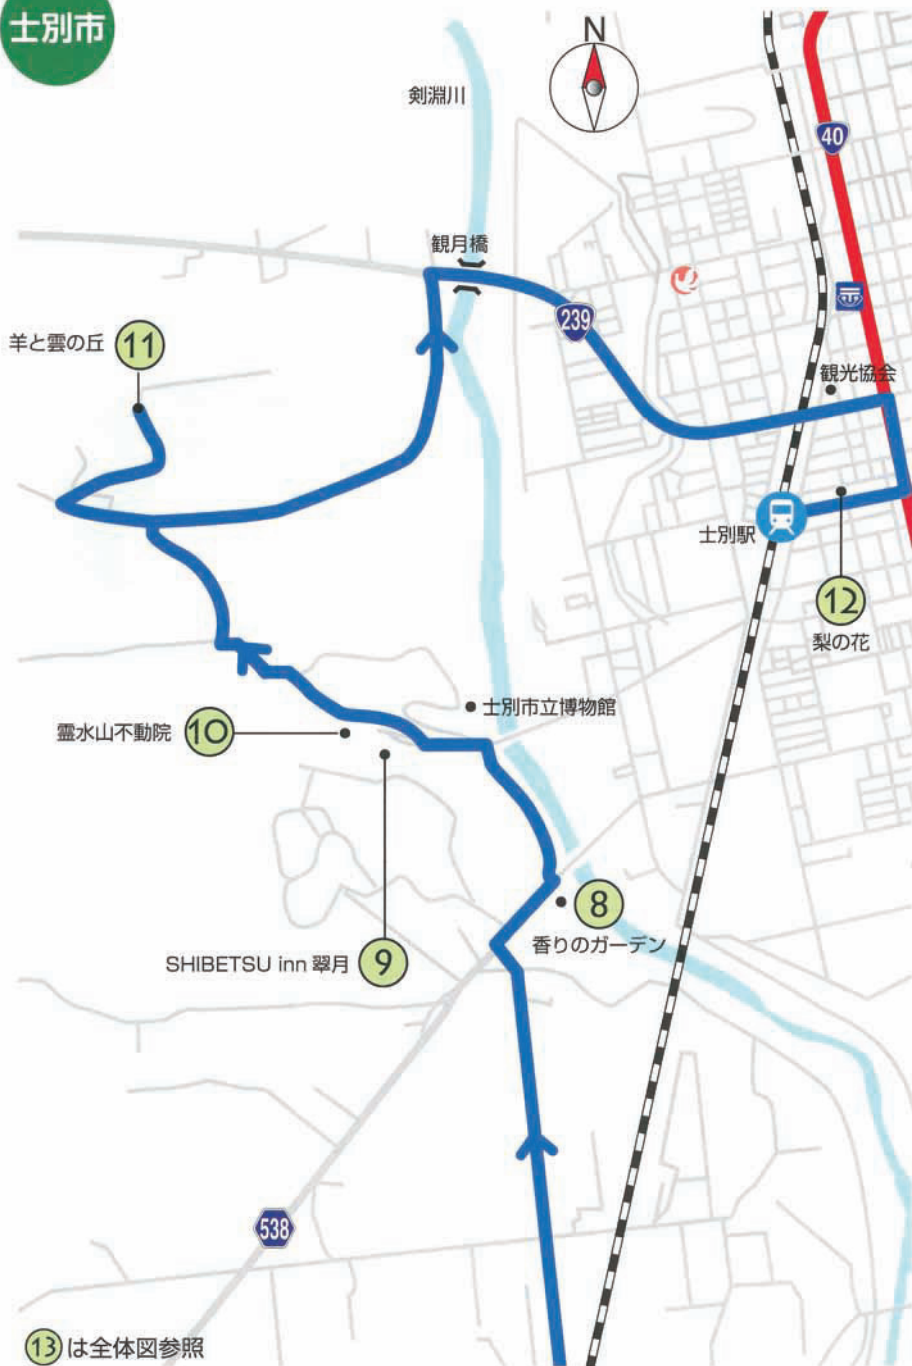 士別市
N
剣淵川
40
観月橋
239
羊と雲の丘 11
観光協会
士別駅
12
梨の花
士別市立博物館
霊水山不動院 10
8
香りのガーデン
SHIBETSU inn 翠月 9
538
13は全体図参照